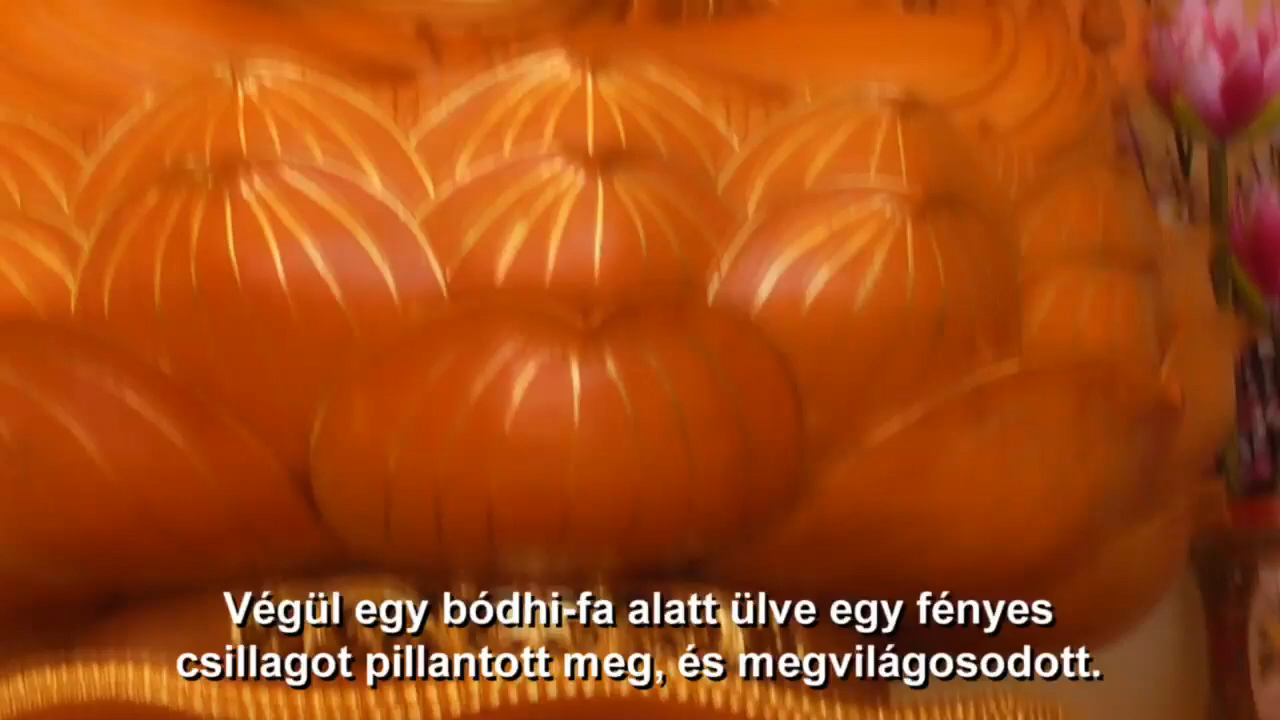 Végül egy bódhi-fa alatt ülve egy fényes
csillagot pillantott meg, és megvilágosodott.